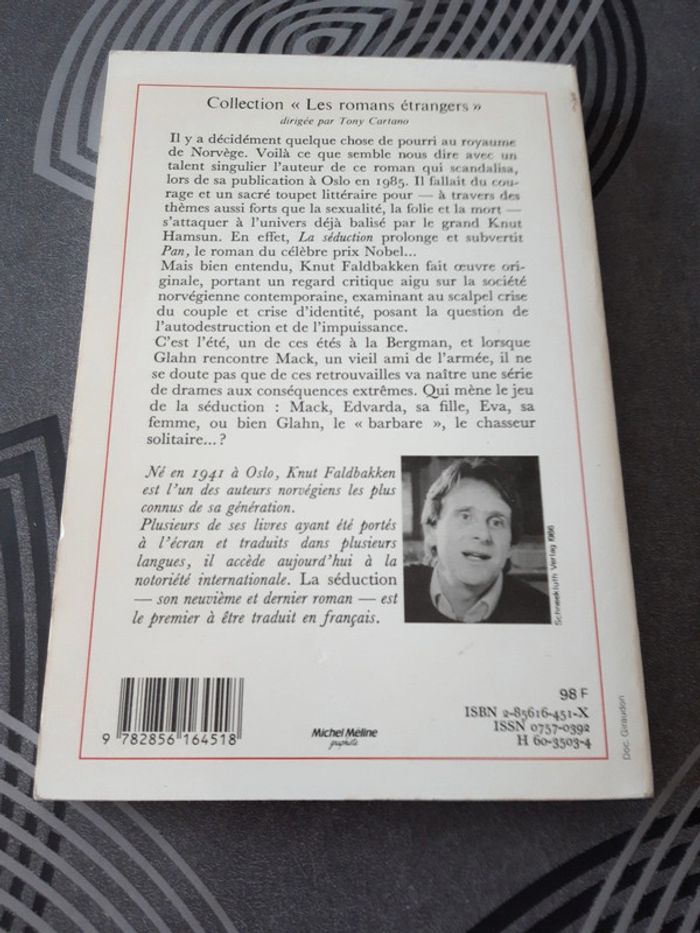 Collection « Les romans étrangers »
dirigée par Tony Cartano
Il y a décidément quelque chose de pourri au royaume
de Norvège. Voilà ce que semble nous dire avec un
talent singulier l'auteur de ce roman qui scandalisa,
lors de sa publication à Oslo en 1985. Il fallait du cou-
rage et un sacré toupet littéraire pour — à travers des
thèmes aussi forts que la sexualité, la folie et la mort —
s'attaquer à l'univers déjà balisé par le grand Knut
Hamsun. En effet, La séduction prolonge et subvertit
Pan, le roman du célèbre prix Nobel...
Mais bien entendu, Knut Faldbakken fait œuvre ori-
ginale, portant un regard critique aigu sur la société
norvégienne contemporaine, examinant au scalpel crise
du couple et crise d'identité, posant la question de
l'autodestruction et de l'impuissance.
C'est l'été, un de ces étés à la Bergman, et lorsque
Glahn rencontre Mack, un vieil ami de l'armée, il ne
se doute pas que de ces retrouvailles va naître une série
de drames aux conséquences extrêmes. Qui mène le jeu
de la séduction : Mack, Edvarda, sa fille, Eva, sa
femme, ou bien Glahn, le « barbare », le chasseur
solitaire... ?
Né en 1941 à Oslo, Knut Faldbakken
est l'un des auteurs norvégiens les plus
connus de sa génération.
Plusieurs de ses livres ayant été portés
à l'écran et traduits dans plusieurs
langues, il accède aujourd'hui à la
notoriété internationale. La séduction
— son neuvième et dernier roman — est
le premier à être traduit en français.
Schneekluth Verlag 1986
9 782856 164518
Michel Méline
graphité
98 F
ISBN 2-85616-451-X
ISSN 0757-0392
H 60-3503-4
Doc. Giraudon